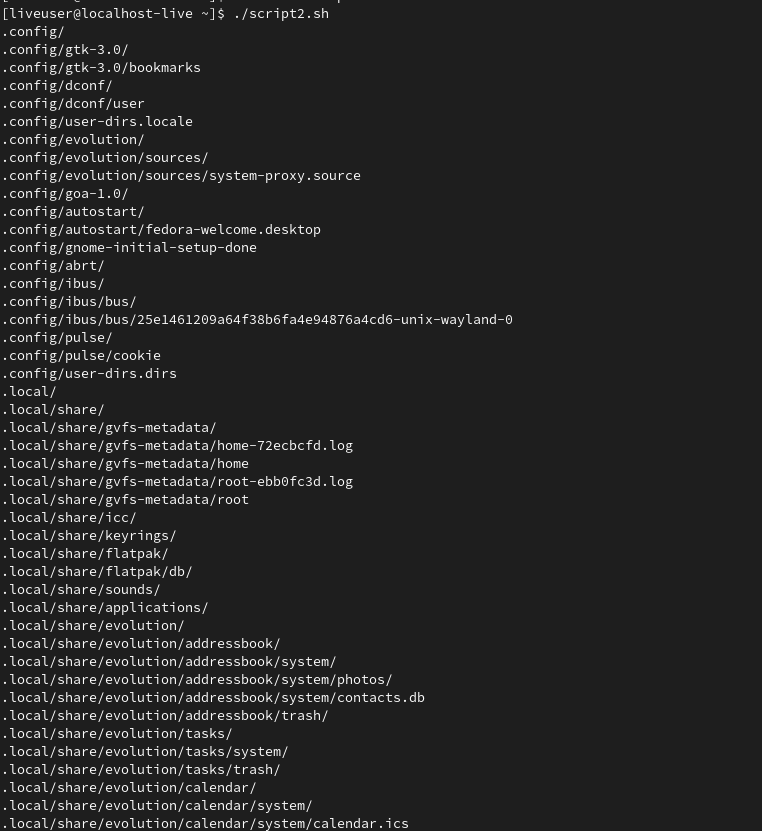 [liveuser@localhost-live ~]$ ./script2.sh
.config/
.config/gtk-3.0/
.config/gtk-3.0/bookmarks
.config/dconf/
.config/dconf/user
.config/user-dirs.locale
.config/evolution/
.config/evolution/sources/
.config/evolution/sources/system-proxy.source
.config/goa-1.0/
.config/autostart/
.config/autostart/fedora-welcome.desktop
.config/gnome-initial-setup-done
.config/abrt/
.config/ibus/
.config/ibus/bus/
.config/ibus/bus/25e1461209a64f38b6fa4e94876a4cd6-unix-wayland-0
.config/pulse/
.config/pulse/cookie
.config/user-dirs.dirs
.local/
.local/share/
.local/share/gvfs-metadata/
.local/share/gvfs-metadata/home-72ecbcfd.log
.local/share/gvfs-metadata/home
.local/share/gvfs-metadata/root-ebb0fc3d.log
.local/share/gvfs-metadata/root
.local/share/icc/
.local/share/keyrings/
.local/share/flatpak/
.local/share/flatpak/db/
.local/share/sounds/
.local/share/applications/
.local/share/evolution/
.local/share/evolution/addressbook/
.local/share/evolution/addressbook/system/
.local/share/evolution/addressbook/system/photos/
.local/share/evolution/addressbook/system/contacts.db
.local/share/evolution/addressbook/trash/
.local/share/evolution/tasks/
.local/share/evolution/tasks/system/
.local/share/evolution/tasks/trash/
.local/share/evolution/calendar/
.local/share/evolution/calendar/system/
.local/share/evolution/calendar/system/calendar.ics